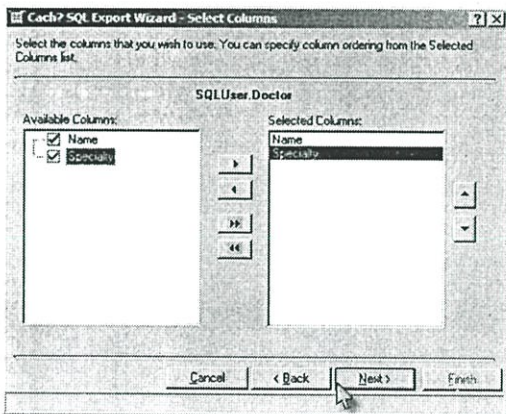 Cach? SQL Export Wizard - Select Columns
Select the columns that you wish to use. You can specify column ordering from the Selected
Columns list.
SQLUser.Doctor
Available Columns:
Name
Specialty
Selected Columns:
Name
Specialty
Cancel
< Back
Next >
Finish